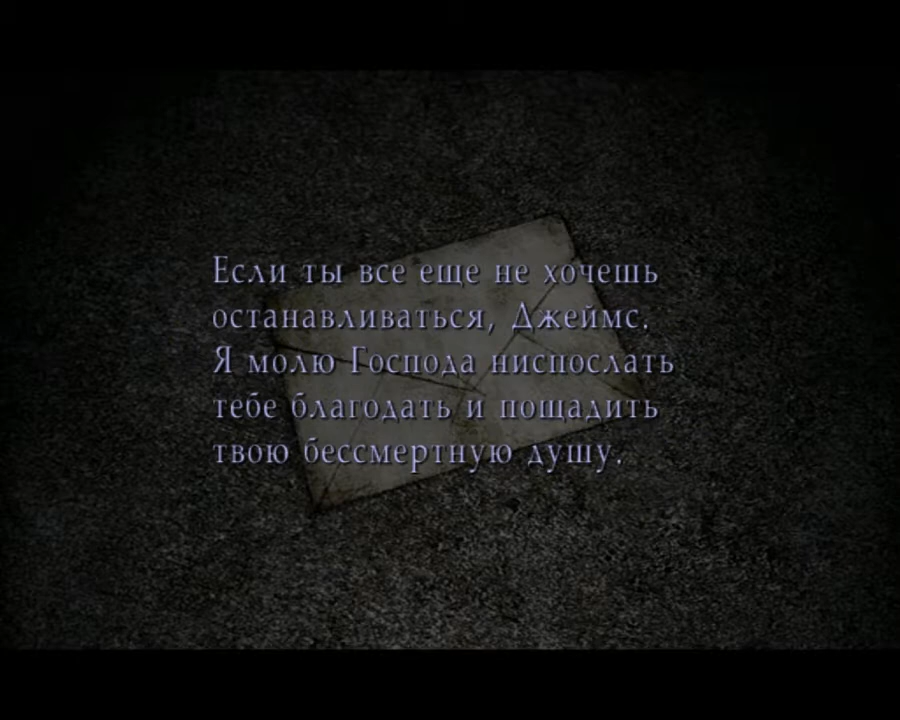 Если ты все еще не хочешь
останавливаться, Джеймс.
Я молю Господа ниспослать
тебе благодать и пощадить
твою бессмертную душу.